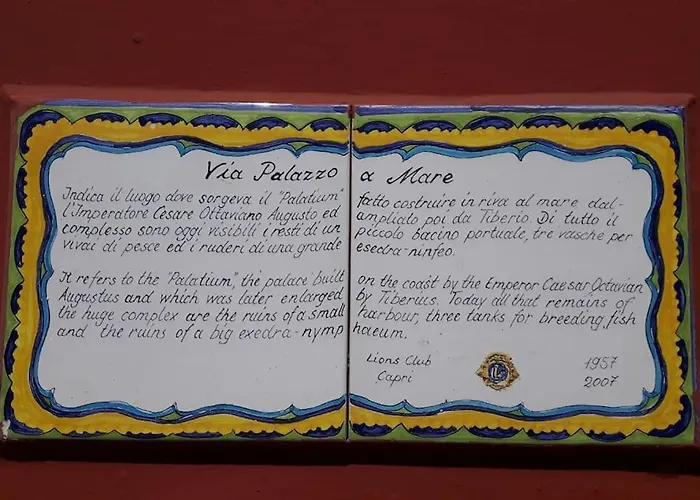 Via Palazzo a Mare
Indica il luogo dove sorgeva il "Palatium" fatto costruire in riva al mare dal-
l'Imperatore Cesare Ottaviano Augusto ed ampliato poi da Tiberio. Di tutto il
complesso sono oggi visibili i resti di un piccolo bacino portuale, tre vasche per
vivai di pesce ed i ruderi di una grande esedra-ninfeo.
It refers to the "Palatium", the palace built on the coast by the Emperor Caesar Octavian
Augustus and which was later enlarged by Tiberius. Today all that remains of
the huge complex are the ruins of a small harbour, three tanks for breeding fish
and the ruins of a big exedra-nymp haeum.
Lions Club 1957
Capri 2007
L